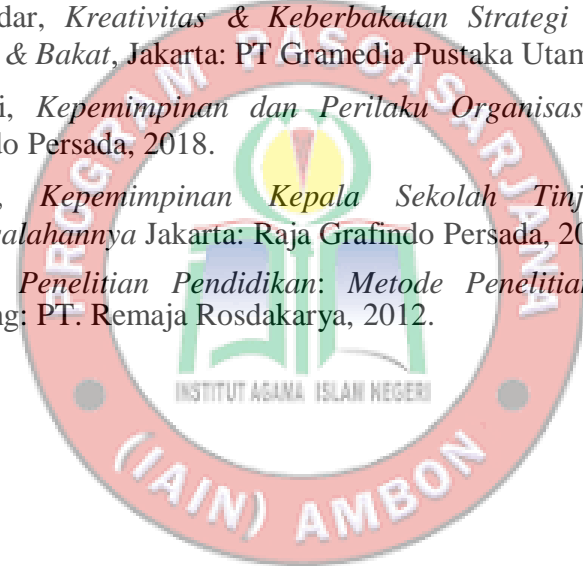 dar, Kreativitas & Keberbakatan Strategi
& Bakat, Jakarta: PT Gramedia Pustaka Utam
i, Kepemimpinan dan Perilaku Organisas
do Persada, 2018.
, Kepemimpinan Kepala Sekolah Tinj
alahannya Jakarta: Raja Grafindo Persada, 20
Penelitian Pendidikan: Metode Penelitian
ng: PT. Remaja Rosdakarya, 2012.
PROGRAM PASCASARJANA
INSTITUT AGAMA ISLAM NEGERI
(IAIN) AMBON